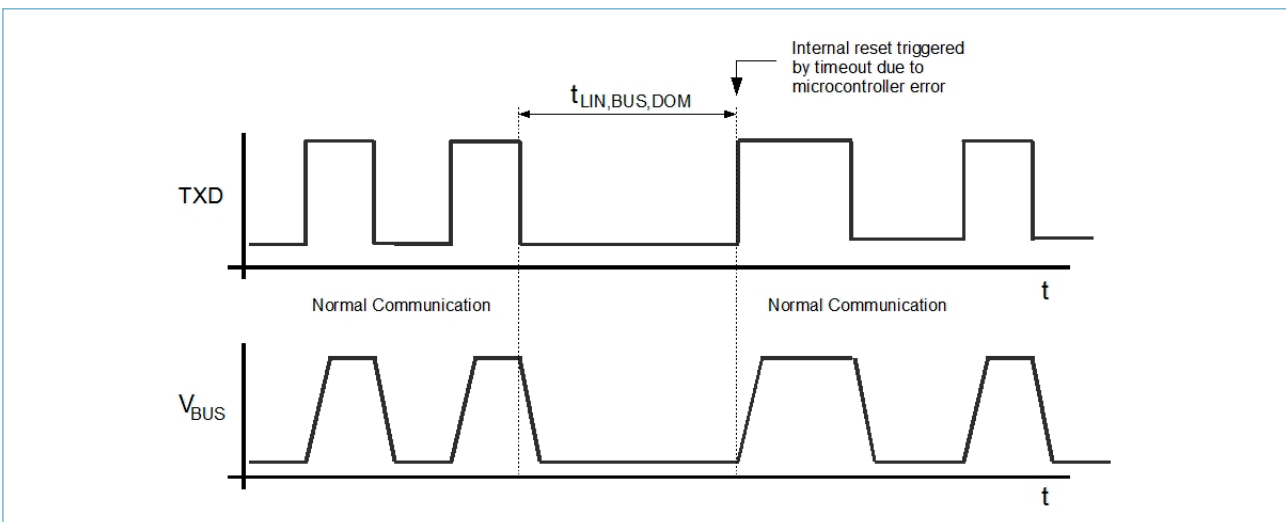 Internal reset triggered
by timeout due to
microcontroller error
tLIN,BUS,DOM
TXD
t
Normal Communication
Normal Communication
VBUS
t